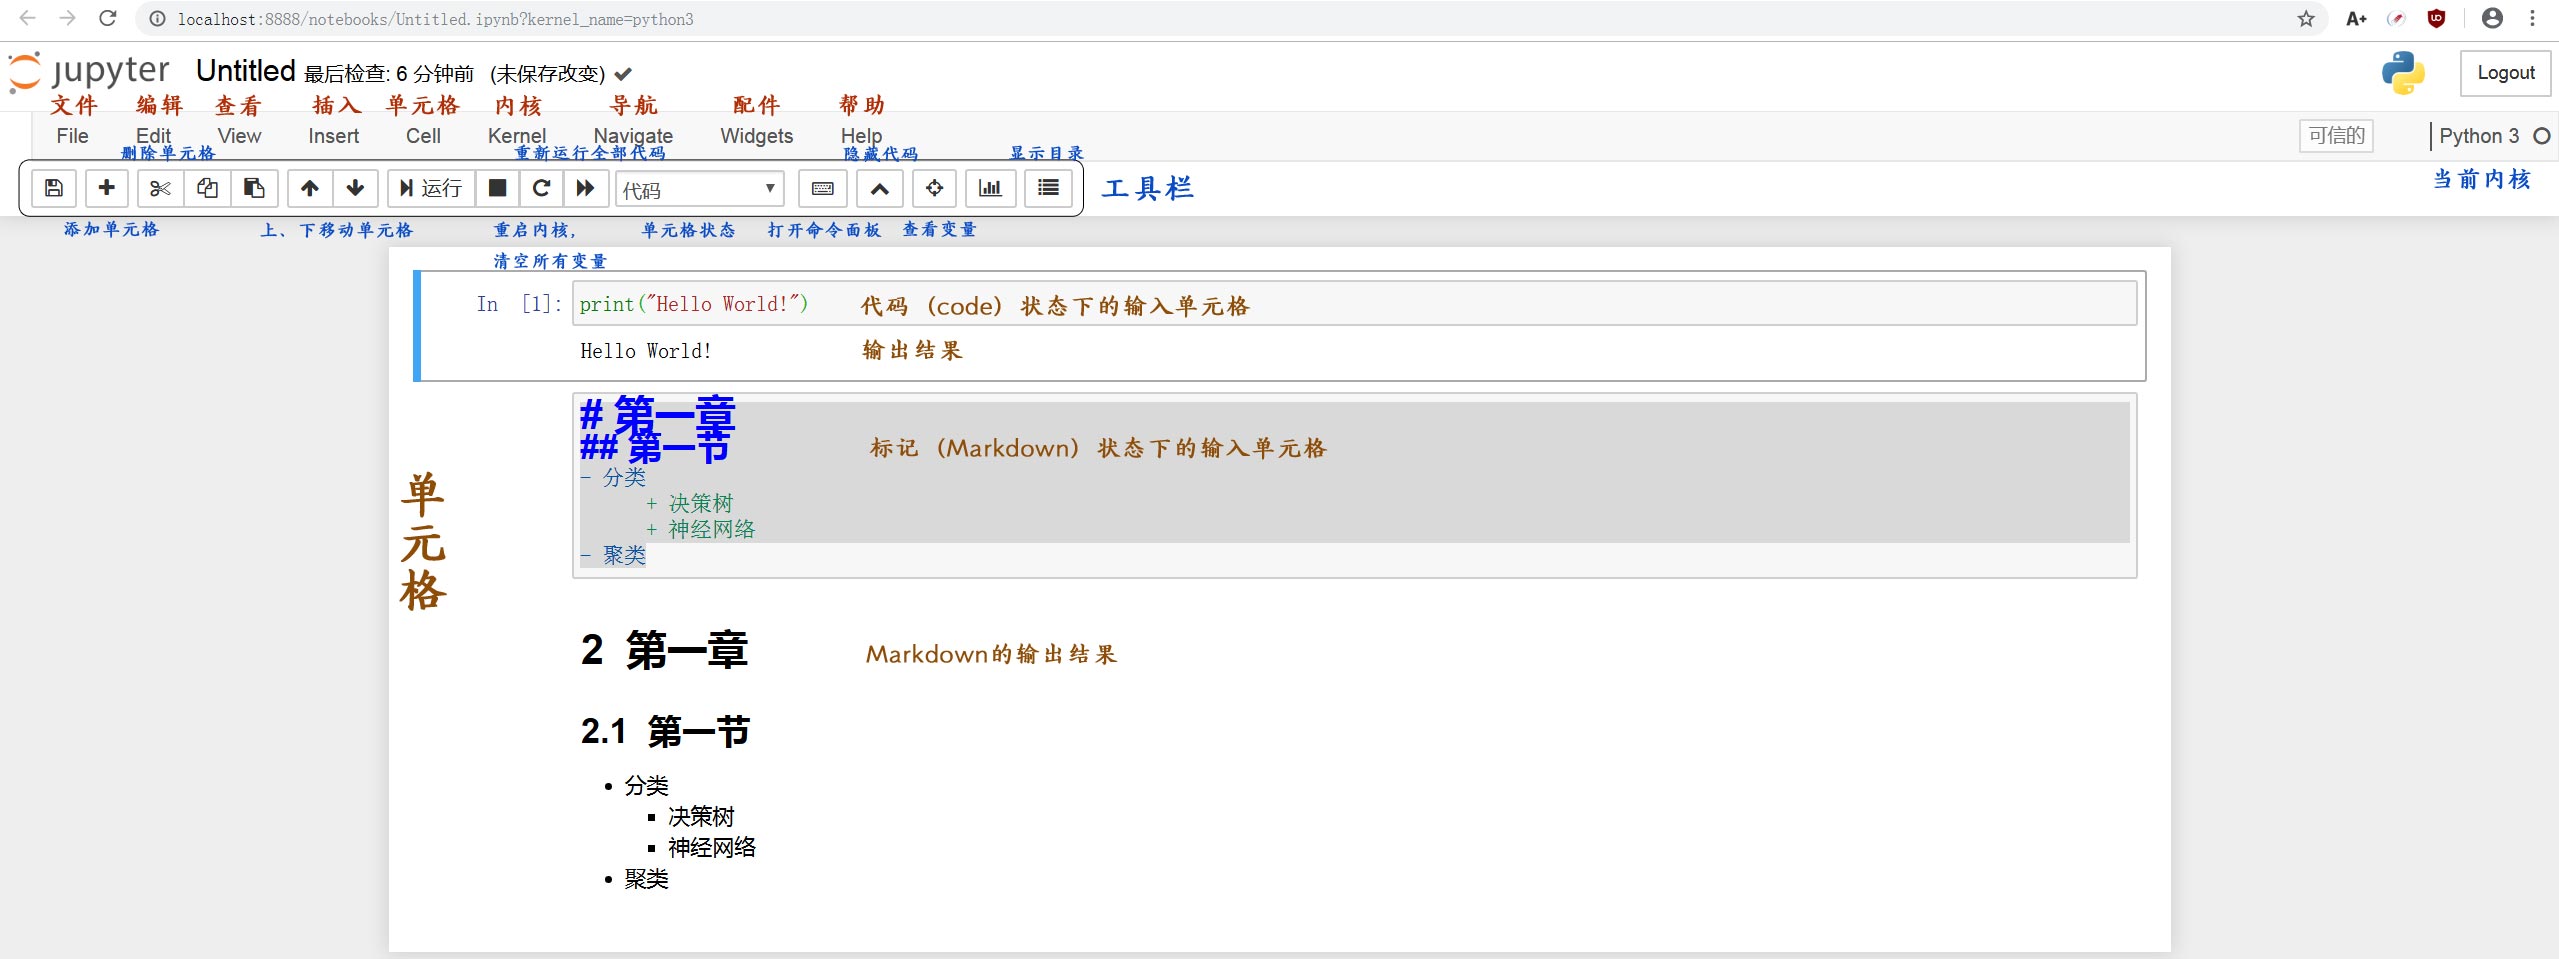 localhost:8888/notebooks/Untitled.ipynb?kernel_name=python3
A+
jupyter Untitled 最后检查: 6 分钟前 (未保存改变)
Logout
文件 编辑 查看 插入 单元格 内核 导航 配件 帮助
File Edit View Insert Cell Kernel Navigate Widgets Help 可信的 Python 3
删除单元格 重新运行全部代码 隐藏代码 显示目录
运行 代码 工具栏 当前内核
添加单元格 上、下移动单元格 重启内核, 单元格状态 打开命令面板 查看变量
清空所有变量
In [1]: print("Hello World!") 代码 (code) 状态下的输入单元格
Hello World! 输出结果
# 第一章
## 第一节 标记 (Markdown) 状态下的输入单元格
- 分类
+ 决策树
+ 神经网络
- 聚类
单元格
2 第一章 Markdown的输出结果
2.1 第一节
• 分类
▪ 决策树
▪ 神经网络
• 聚类